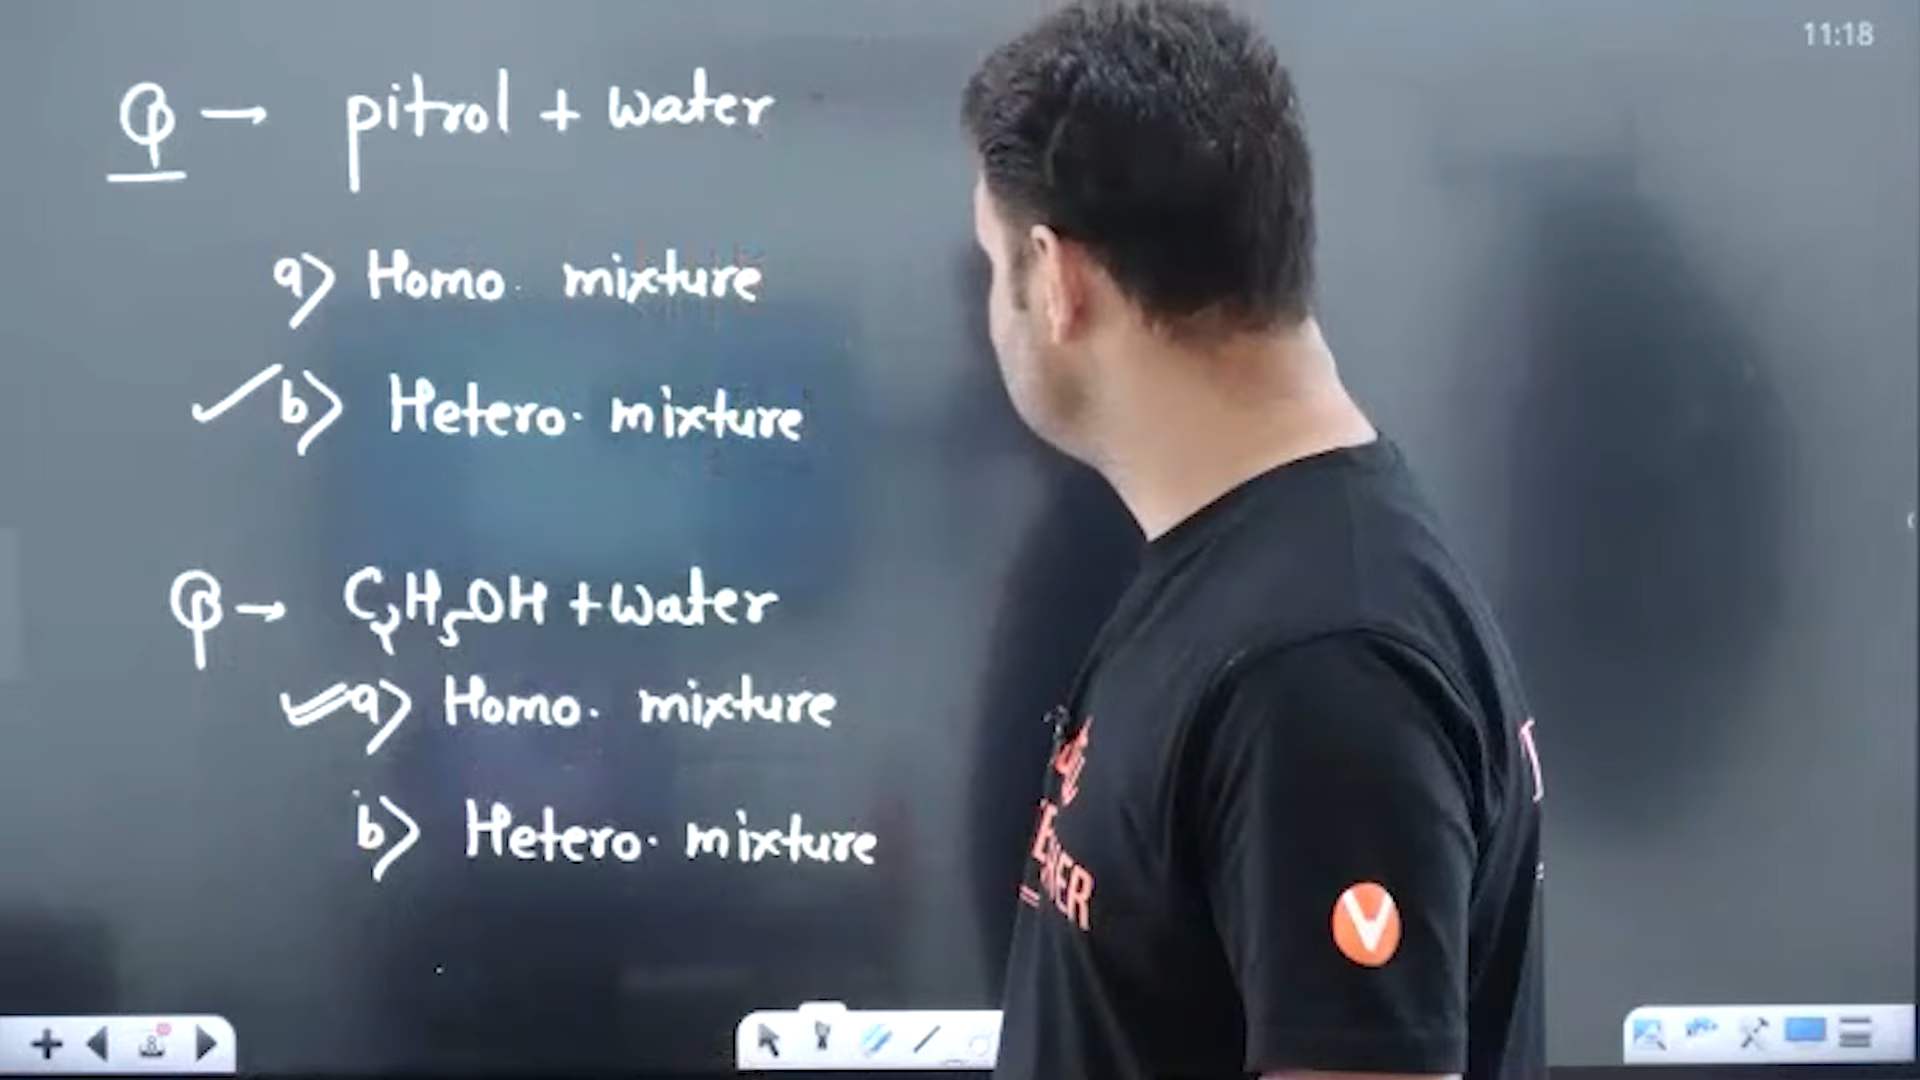 11:18
Q → pitrol + water
a) Homo. mixture
b) Hetero. mixture
Q → C2H5OH + water
a) Homo. mixture
b) Hetero. mixture
V